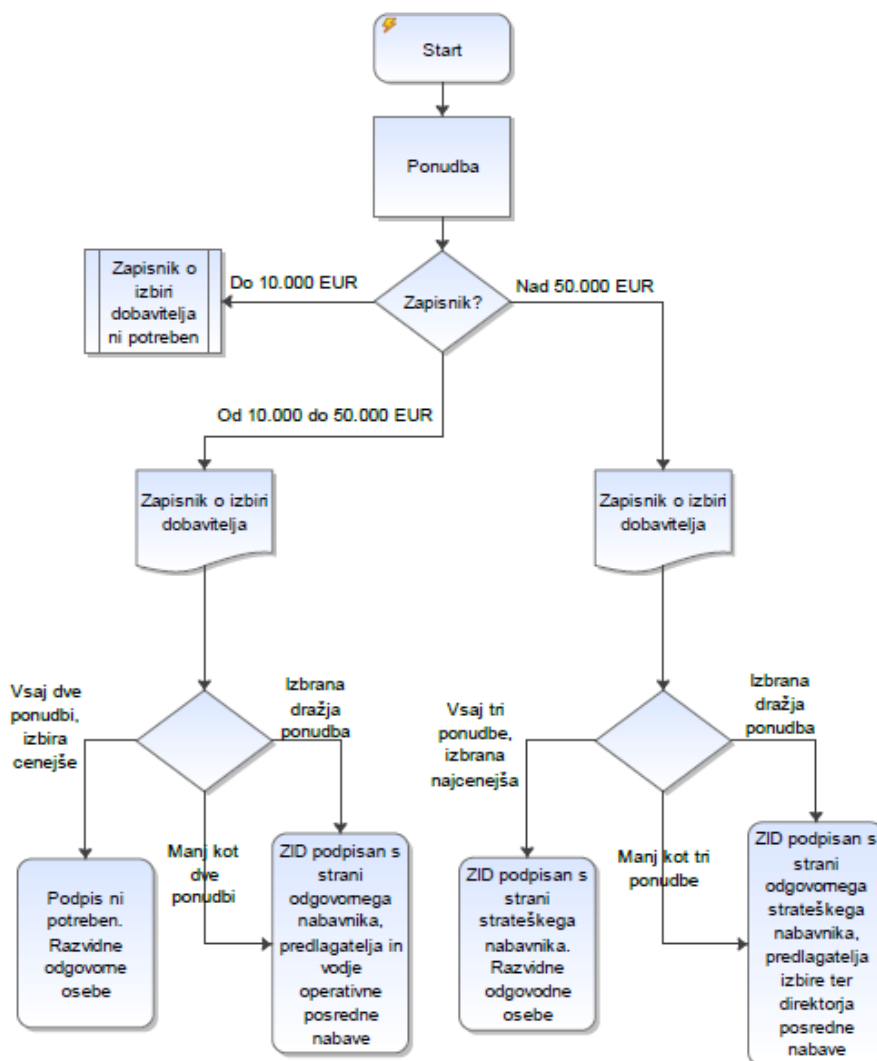 Start
Ponudba
Zapisnik o
izbiri
dobavitelja
ni potreben
Do 10.000 EUR
Zapisnik?
Nad 50.000 EUR
Od 10.000 do 50.000 EUR
Zapisnik o izbiri
dobavitelja
Zapisnik o izbiri
dobavitelja
Vsaj dve
ponudbi,
izbira
cenejše
Izbrana
dražja
ponudba
Vsaj tri
ponudbe,
izbrana
najcenejša
Izbrana
dražja
ponudba
Manj kot
dve
ponudbi
Manj kot tri
ponudbe
Podpis ni
potreben.
Razvidne
odgovorne
osebe
ZID podpisan s
strani
odgovornega
nabavnika,
predlagatelja in
vodje
operativne
posredne
nabave
ZID podpisan s
strani
strateškega
nabavnika.
Razvidne
odgovodne
osebe
ZID podpisan s
strani
odgovornega
strateškega
nabavnika,
predlagatelja
izbire ter
direktorja
posredne
nabave